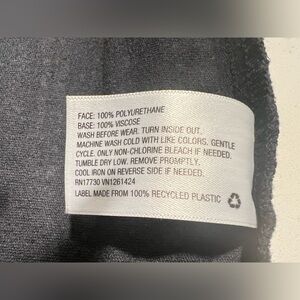 FACE: 100% POLYURETHANE
BASE: 100% VISCOSE
WASH BEFORE WEAR. TURN INSIDE OUT.
MACHINE WASH COLD WITH LIKE COLORS. GENTLE
CYCLE. ONLY NON-CHLORINE BLEACH IF NEEDED.
TUMBLE DRY LOW. REMOVE PROMPTLY.
COOL IRON ON REVERSE SIDE IF NEEDED.
RN17730 VN1261424
LABEL MADE FROM 100% RECYCLED PLASTIC